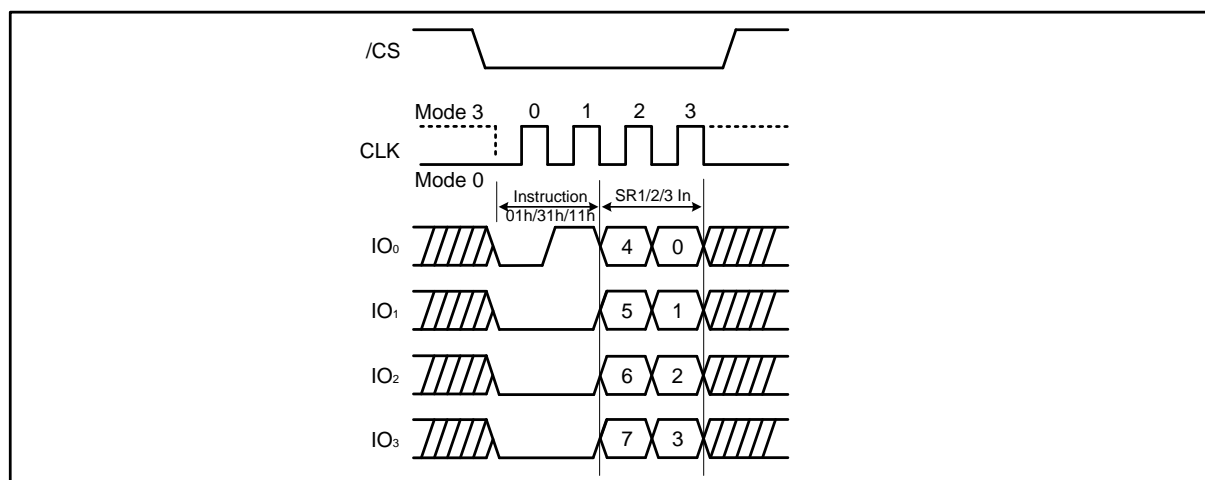 /CS
Mode 3 0 1 2 3
CLK
Mode 0
Instruction SR1/2/3 In
01h/31h/11h
IO₀ 4 0
IO₁ 5 1
IO₂ 6 2
IO₃ 7 3